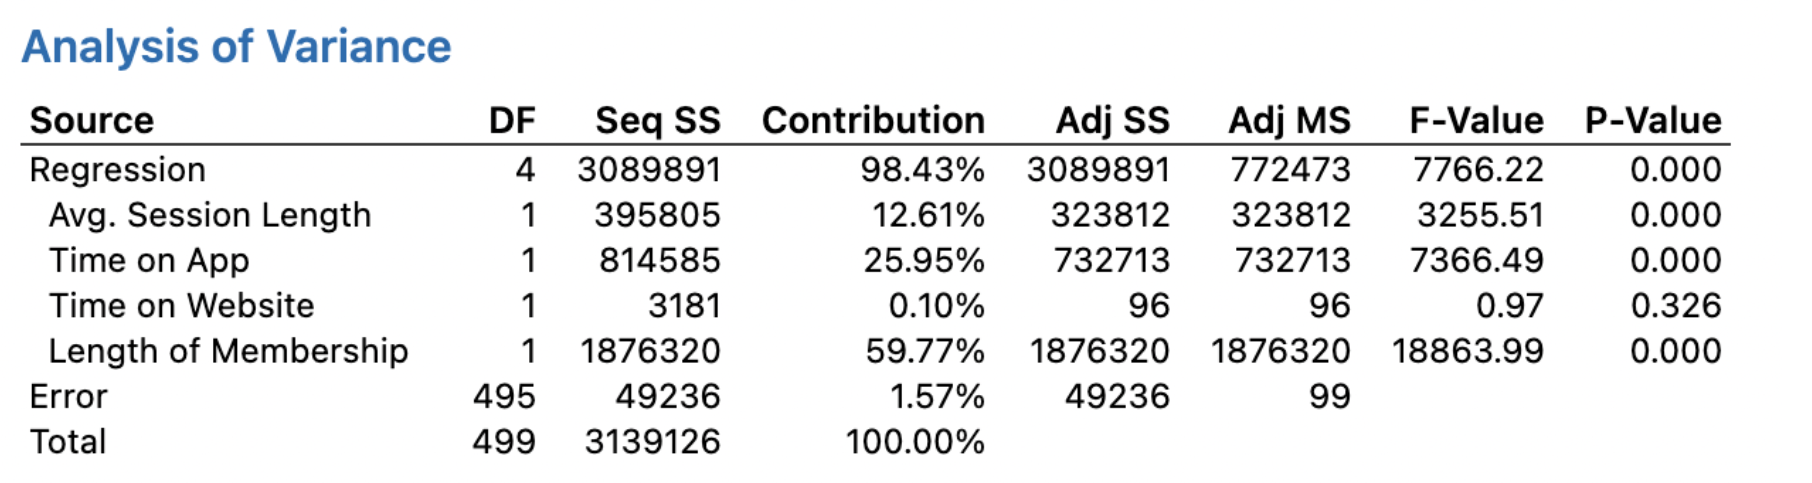 Analysis of Variance
Source DF Seq SS Contribution Adj SS Adj MS F-Value P-Value
Regression 4 3089891 98.43% 3089891 772473 7766.22 0.000
Avg. Session Length 1 395805 12.61% 323812 323812 3255.51 0.000
Time on App 1 814585 25.95% 732713 732713 7366.49 0.000
Time on Website 1 3181 0.10% 96 96 0.97 0.326
Length of Membership 1 1876320 59.77% 1876320 1876320 18863.99 0.000
Error 495 49236 1.57% 49236 99
Total 499 3139126 100.00%